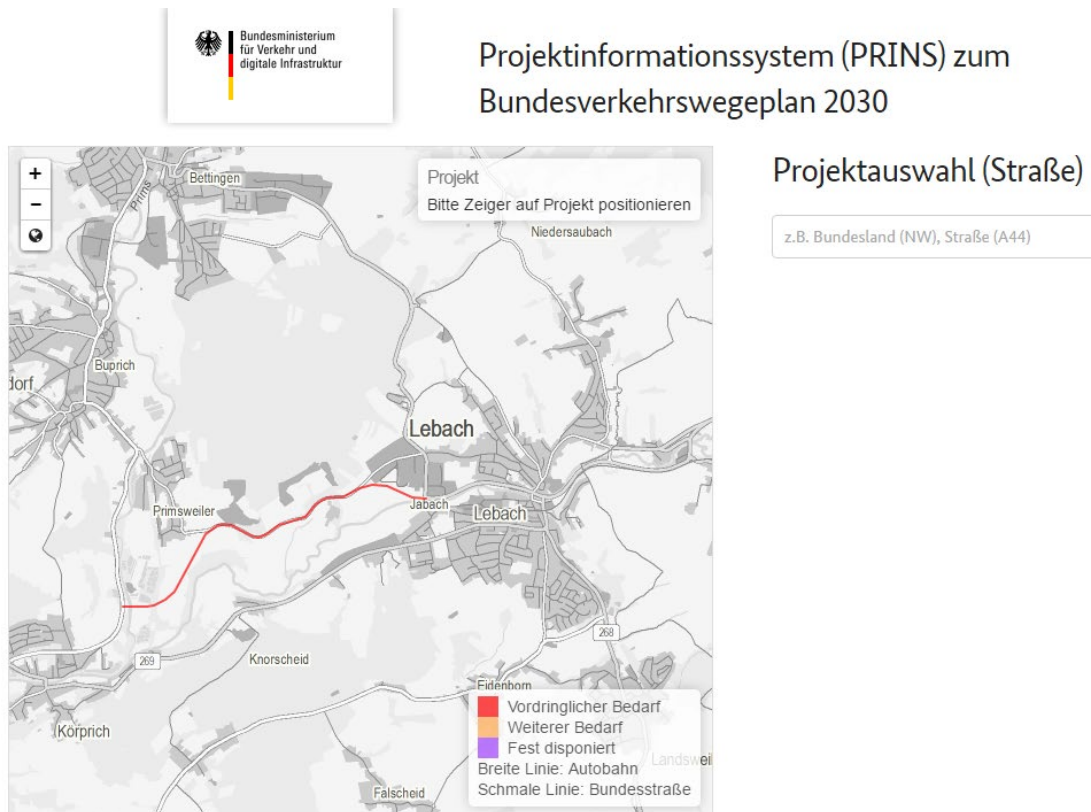 Bundesministerium
für Verkehr und
digitale Infrastruktur
Projektinformationssystem (PRINS) zum
Bundesverkehrswegeplan 2030
Projektauswahl (Straße)
z.B. Bundesland (NW), Straße (A44)
+
−
Projekt
Bitte Zeiger auf Projekt positionieren
Bettingen
Prims
Niedersaubach
Buprich
dorf
Lebach
Primsweiler
Jabach
Lebach
268
269
Knorscheid
Eidenborn
Körprich
Landsweil
Falscheid
Vordringlicher Bedarf
Weiterer Bedarf
Fest disponiert
Breite Linie: Autobahn
Schmale Linie: Bundesstraße